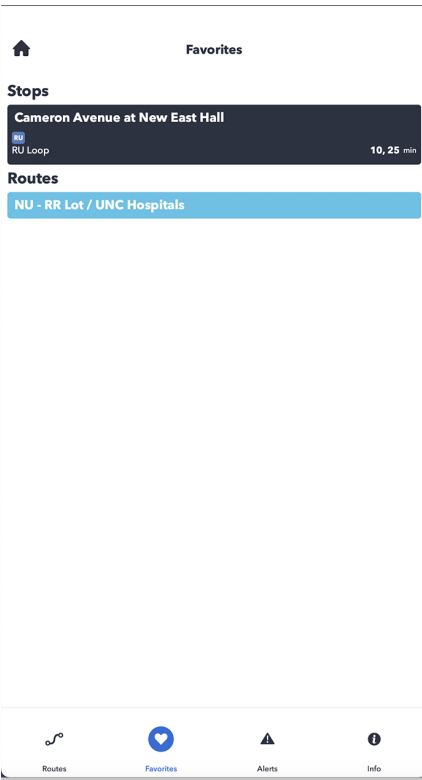 Favorites
Stops
Cameron Avenue at New East Hall
RU
RU Loop 10, 25 min
Routes
NU - RR Lot / UNC Hospitals
Routes Favorites Alerts Info